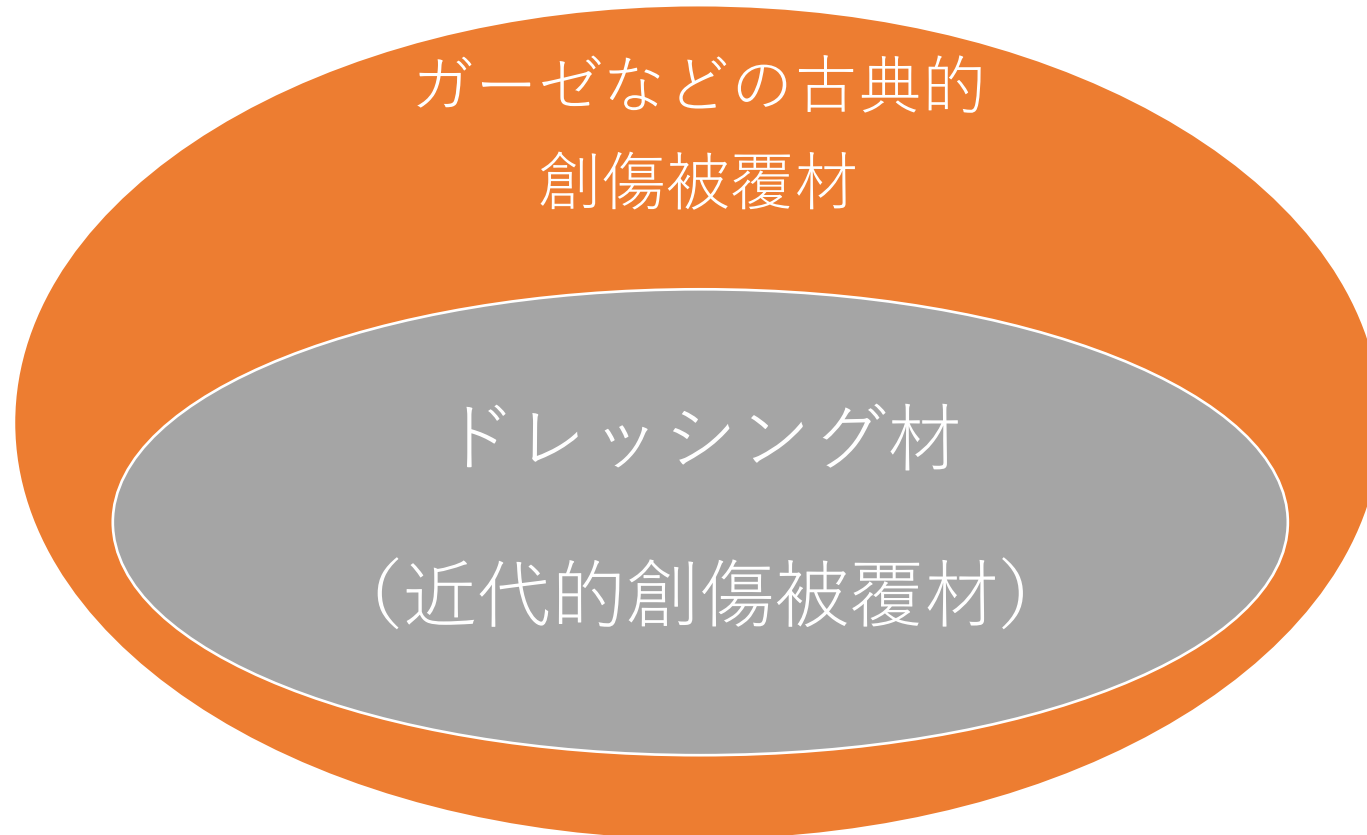 ガーゼなどの古典的
創傷被覆材
ドレッシング材
（近代的創傷被覆材）